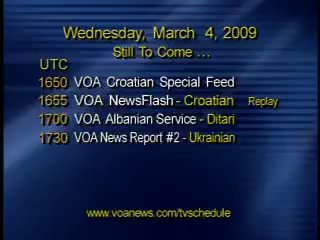 Wednesday, March 4, 2009
Still To Come ...
UTC
1650 VOA Croatian Special Feed
1655 VOA NewsFlash - Croatian Replay
1700 VOA Albanian Service - Ditari
1730 VOA News Report #2 - Ukrainian
www.voanews.com/tvschedule